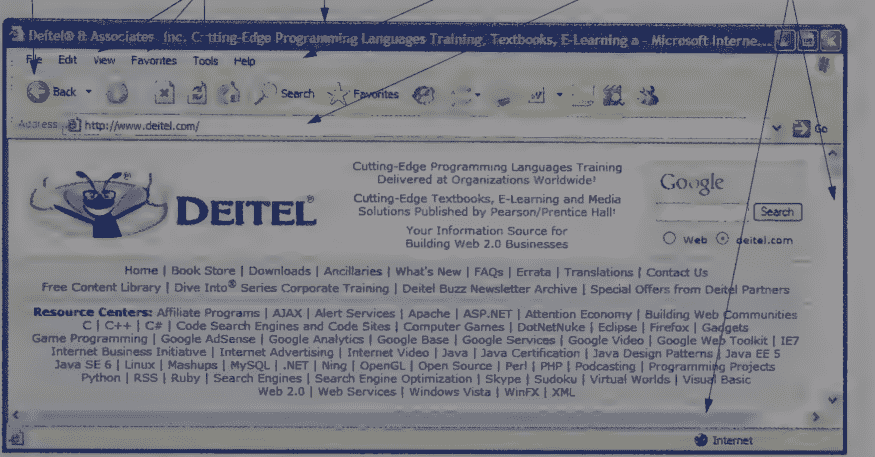 Deitel® & Associates, Inc. Cutting-Edge Programming Languages Training, Textbooks, E-Learning a - Microsoft Interne...
File Edit View Favorites Tools Help
Back Search Favorites
Address http://www.deitel.com/ Go
DEITEL®
Cutting-Edge Programming Languages Training
Delivered at Organizations Worldwide!
Cutting-Edge Textbooks, E-Learning and Media
Solutions Published by Pearson/Prentice Hall!
Your Information Source for
Building Web 2.0 Businesses
Google
Search
Web deitel.com
Home | Book Store | Downloads | Ancillaries | What's New | FAQs | Errata | Translations | Contact Us
Free Content Library | Dive Into® Series Corporate Training | Deitel Buzz Newsletter Archive | Special Offers from Deitel Partners
Resource Centers: Affiliate Programs | AJAX | Alert Services | Apache | ASP.NET | Attention Economy | Building Web Communities
C | C++ | C# | Code Search Engines and Code Sites | Computer Games | DotNetNuke | Eclipse | Firefox | Gadgets
Game Programming | Google AdSense | Google Analytics | Google Base | Google Services | Google Video | Google Web Toolkit | IE7
Internet Business Initiative | Internet Advertising | Internet Video | Java | Java Certification | Java Design Patterns | Java EE 5
Java SE 6 | Linux | Mashups | MySQL | .NET | Ning | OpenGL | Open Source | Perl | PHP | Podcasting | Programming Projects
Python | RSS | Ruby | Search Engines | Search Engine Optimization | Skype | Sudoku | Virtual Worlds | Visual Basic
Web 2.0 | Web Services | Windows Vista | WinFX | XML
Internet